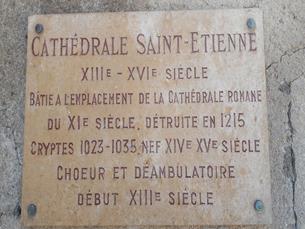 CATHÉDRALE SAINT-ETIENNE
XIIIE - XVIE SIÈCLE
BÂTIE A L'EMPLACEMENT DE LA CATHÉDRALE ROMANE
DU XIE SIÈCLE, DÉTRUITE EN 1215
CRYPTES 1023-1035, NEF XIVE XVE SIÈCLE
CHOEUR ET DÉAMBULATOIRE
DÉBUT XIIIE SIÈCLE